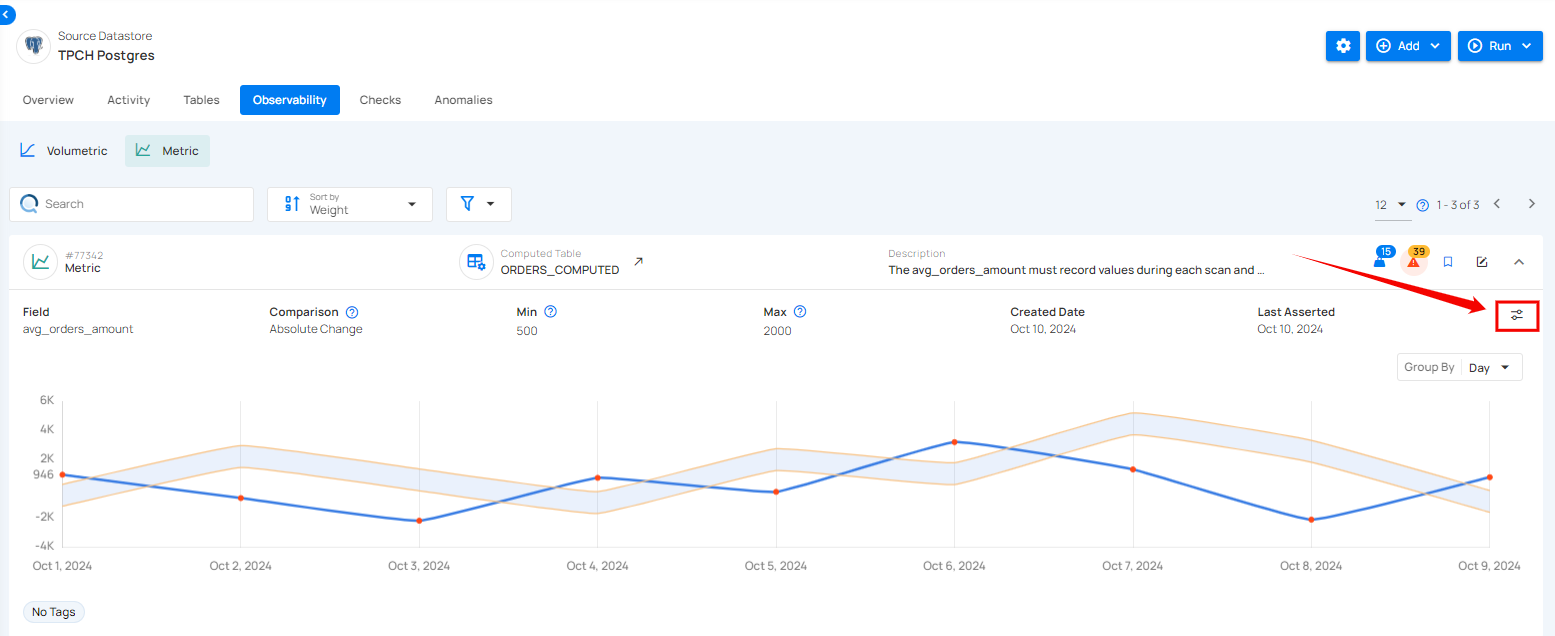 Source Datastore
TPCH Postgres
Add
Run
Overview Activity Tables Observability Checks Anomalies
Volumetric Metric
Search
Sort by
Weight
12 1 - 3 of 3
#77342
Metric
Computed Table
ORDERS_COMPUTED
Description
The avg_orders_amount must record values during each scan and ...
15
39
Field Comparison Min Max Created Date Last Asserted
avg_orders_amount Absolute Change 500 2000 Oct 10, 2024 Oct 10, 2024
Group By Day
6K
4K
2K
946
-2K
-4K
Oct 1, 2024 Oct 2, 2024 Oct 3, 2024 Oct 4, 2024 Oct 5, 2024 Oct 6, 2024 Oct 7, 2024 Oct 8, 2024 Oct 9, 2024
No Tags